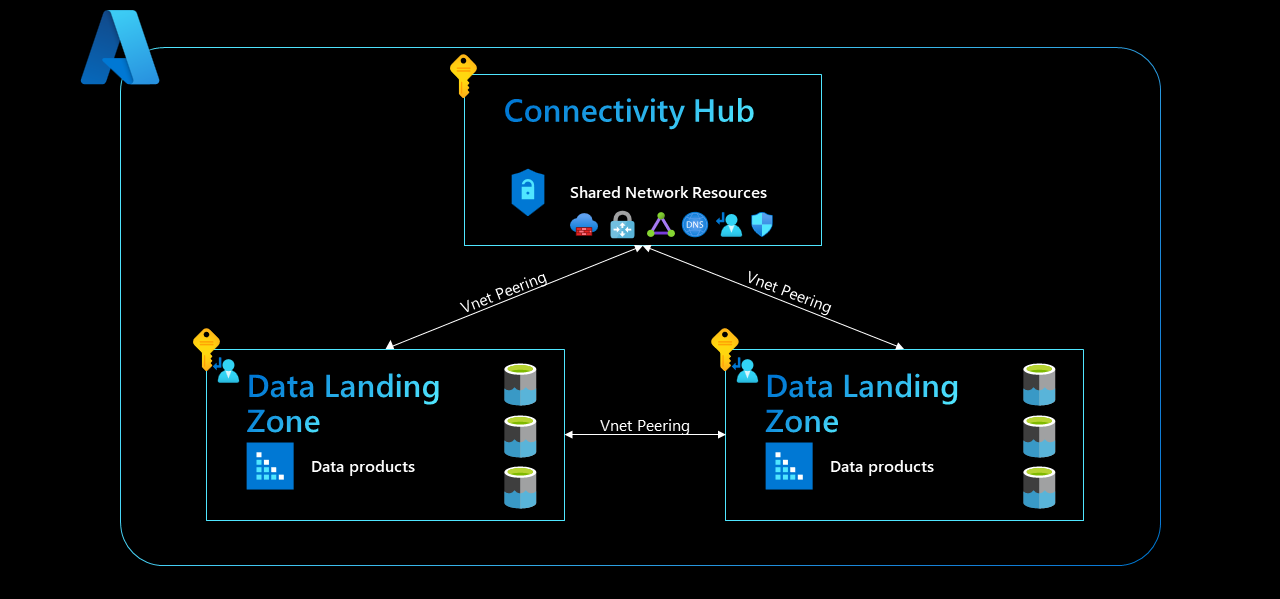 Connectivity Hub
Shared Network Resources
DNS
Vnet Peering
Vnet Peering
Data Landing
Zone
Data products
Vnet Peering
Data Landing
Zone
Data products